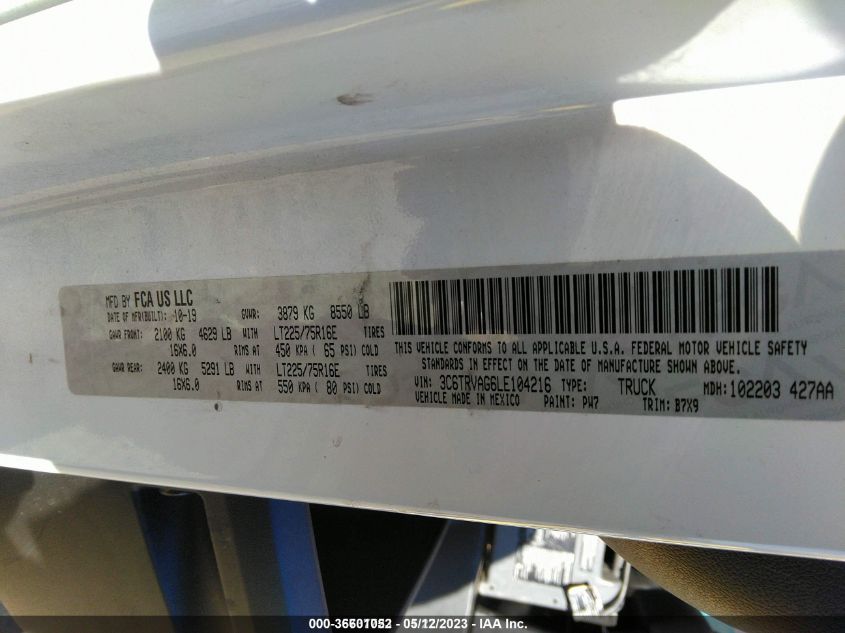 MFD BY FCA US LLC
DATE OF MFR(BUILT): 10-19 GVWR: 3879 KG 8550 LB
GAWR FRONT: 2100 KG 4629 LB WITH LT225/75R16E TIRES
16X6.0 RIMS AT 450 KPA ( 65 PSI) COLD
GAWR REAR: 2400 KG 5291 LB WITH LT225/75R16E TIRES
16X6.0 RIMS AT 550 KPA ( 80 PSI) COLD
THIS VEHICLE CONFORMS TO ALL APPLICABLE U.S.A. FEDERAL MOTOR VEHICLE SAFETY
STANDARDS IN EFFECT ON THE DATE OF MANUFACTURE SHOWN ABOVE.
VIN: 3C6TRVAG6LE104216 TYPE: TRUCK MDH: 102203 427AA
VEHICLE MADE IN MEXICO PAINT: PW7 TRIM: B7X9
05/12/2023 - IAA Inc.